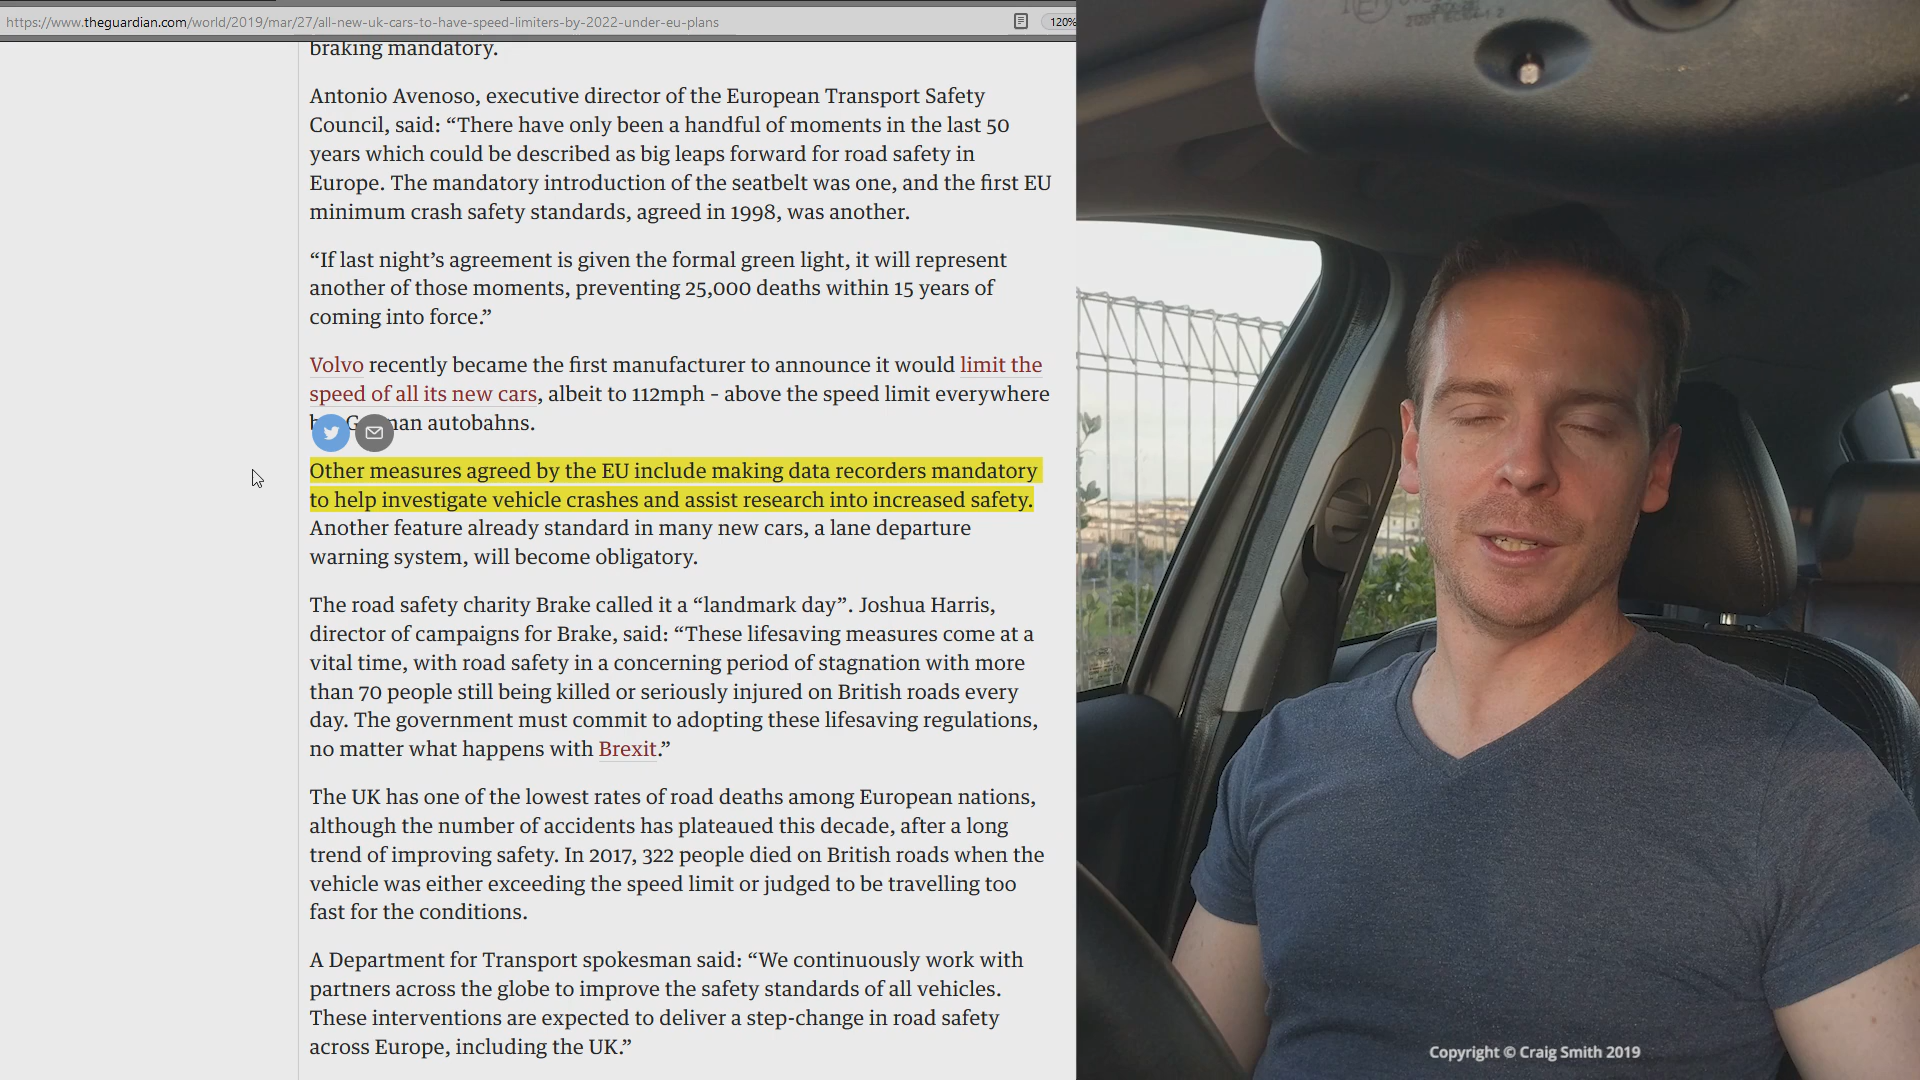 https://www.theguardian.com/world/2019/mar/27/all-new-uk-cars-to-have-speed-limiters-by-2022-under-eu-plans
120%
braking mandatory.
Antonio Avenoso, executive director of the European Transport Safety
Council, said: “There have only been a handful of moments in the last 50
years which could be described as big leaps forward for road safety in
Europe. The mandatory introduction of the seatbelt was one, and the first EU
minimum crash safety standards, agreed in 1998, was another.
“If last night’s agreement is given the formal green light, it will represent
another of those moments, preventing 25,000 deaths within 15 years of
coming into force.”
Volvo recently became the first manufacturer to announce it would limit the
speed of all its new cars, albeit to 112mph – above the speed limit everywhere
autobahns.
Other measures agreed by the EU include making data recorders mandatory
to help investigate vehicle crashes and assist research into increased safety.
Another feature already standard in many new cars, a lane departure
warning system, will become obligatory.
The road safety charity Brake called it a “landmark day”. Joshua Harris,
director of campaigns for Brake, said: “These lifesaving measures come at a
vital time, with road safety in a concerning period of stagnation with more
than 70 people still being killed or seriously injured on British roads every
day. The government must commit to adopting these lifesaving regulations,
no matter what happens with Brexit.”
The UK has one of the lowest rates of road deaths among European nations,
although the number of accidents has plateaued this decade, after a long
trend of improving safety. In 2017, 322 people died on British roads when the
vehicle was either exceeding the speed limit or judged to be travelling too
fast for the conditions.
A Department for Transport spokesman said: “We continuously work with
partners across the globe to improve the safety standards of all vehicles.
These interventions are expected to deliver a step-change in road safety
across Europe, including the UK.”
Copyright © Craig Smith 2019